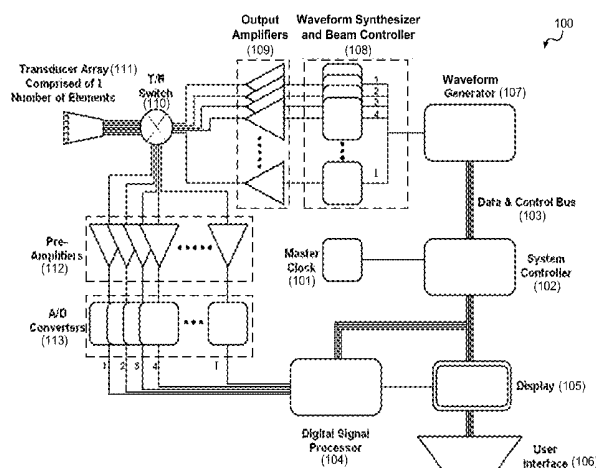 100
Output
Amplifiers
(109)
Waveform Synthesizer
and Beam Controller
(108)
Transducer Array (111)
Comprised of I
Number of Elements
T/R
Switch
(110)
1
2
3
4
I
Waveform
Generator (107)
Data & Control Bus
(103)
Pre-
Amplifiers
(112)
Master
Clock
(101)
System
Controller
(102)
A/D
Converters
(113)
1 2 3 4 I
Display (105)
Digital Signal
Processor
(104)
User
Interface (106)